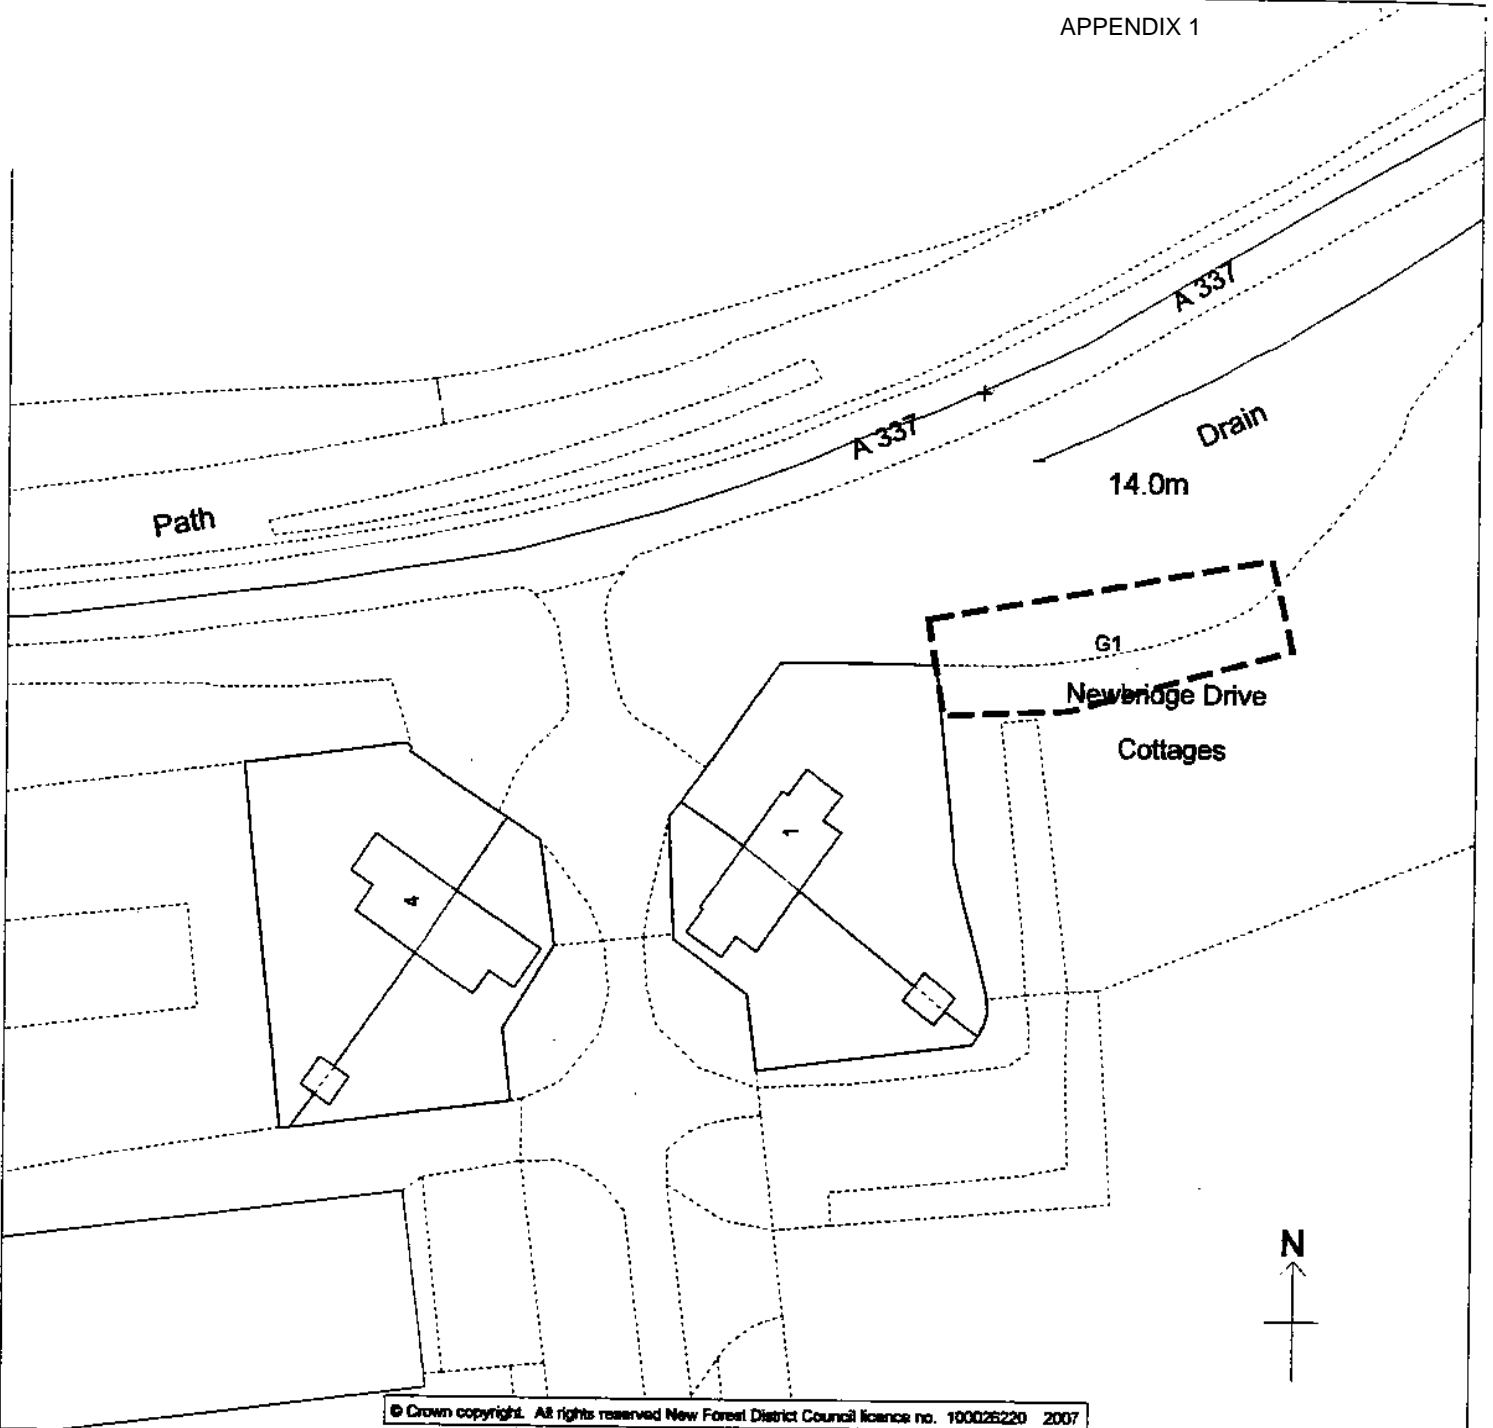 APPENDIX 1
A 337
A 337
Drain
14.0m
Path
G1
Newbridge Drive
Cottages
1
4
N
© Crown copyright. All rights reserved New Forest District Council licence no. 100026220 2007